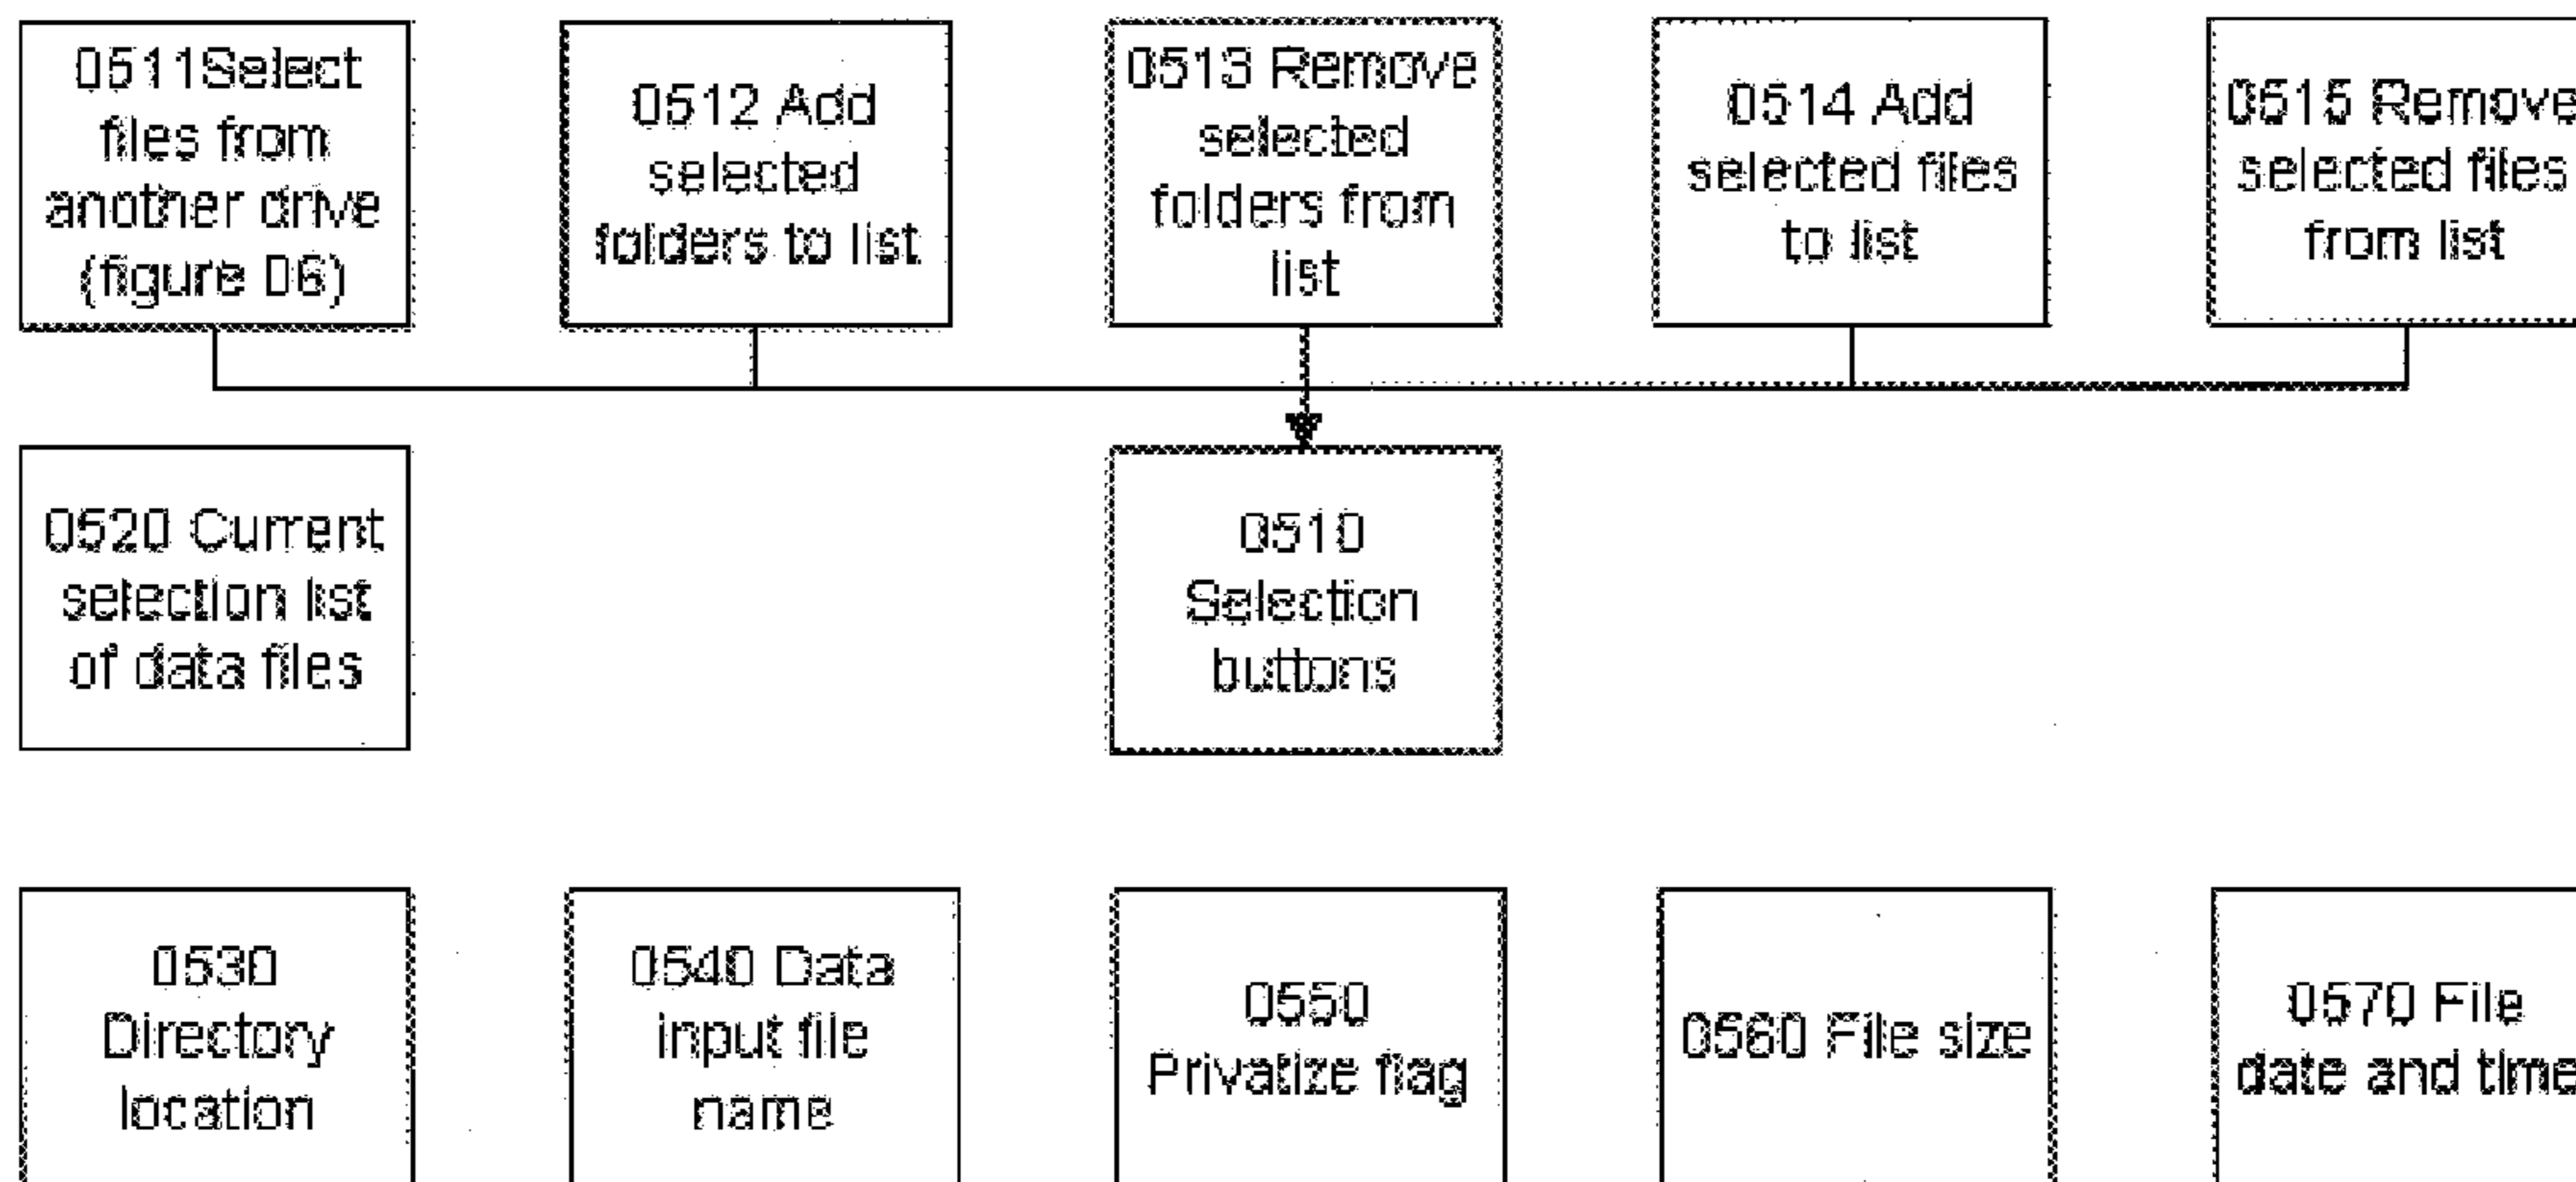 0511Select
files from
another drive
(figure 06)
0512 Add
selected
folders to list
0513 Remove
selected
folders from
list
0514 Add
selected files
to list
0515 Remove
selected files
from list
0520 Current
selection list
of data files
0510
Selection
buttons
0530
Directory
location
0540 Data
input file
name
0550
Privatize flag
0560 File size
0570 File
date and time